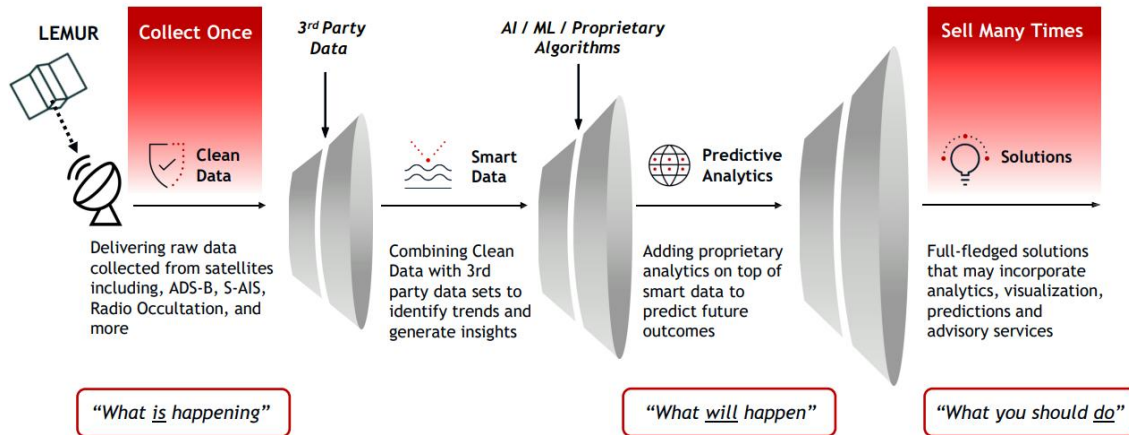 LEMUR
Collect Once
3rd Party
Data
AI / ML / Proprietary
Algorithms
Sell Many Times
Clean
Data
Smart
Data
Predictive
Analytics
Solutions
Delivering raw data
collected from satellites
including, ADS-B, S-AIS,
Radio Occultation, and
more
Combining Clean
Data with 3rd
party data sets to
identify trends and
generate insights
Adding proprietary
analytics on top of
smart data to
predict future
outcomes
Full-fledged solutions
that may incorporate
analytics, visualization,
predictions and
advisory services
“What is happening”
“What will happen”
“What you should do”